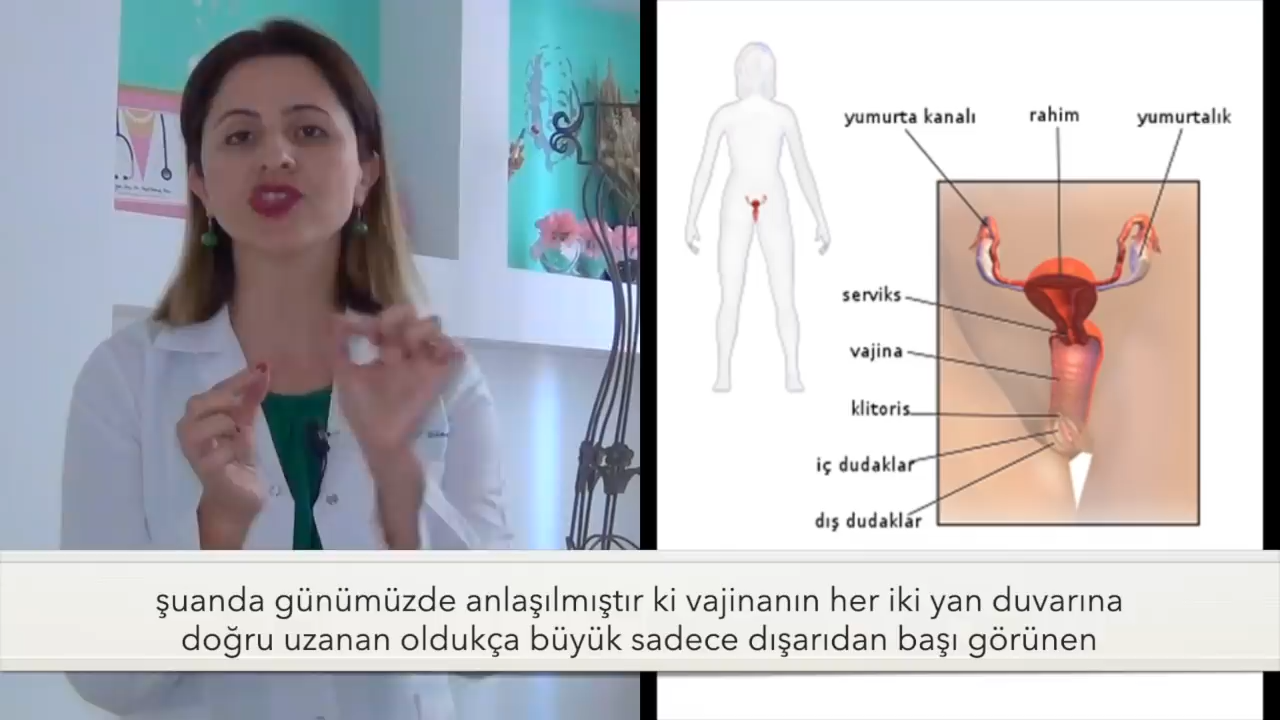 yumurta kanalı
rahim
yumurtalık
serviks
vajina
klitoris
iç dudaklar
dış dudaklar
şuanda günümüzde anlaşılmıştır ki vajinanın her iki yan duvarına
doğru uzanan oldukça büyük sadece dışarıdan başı görünen